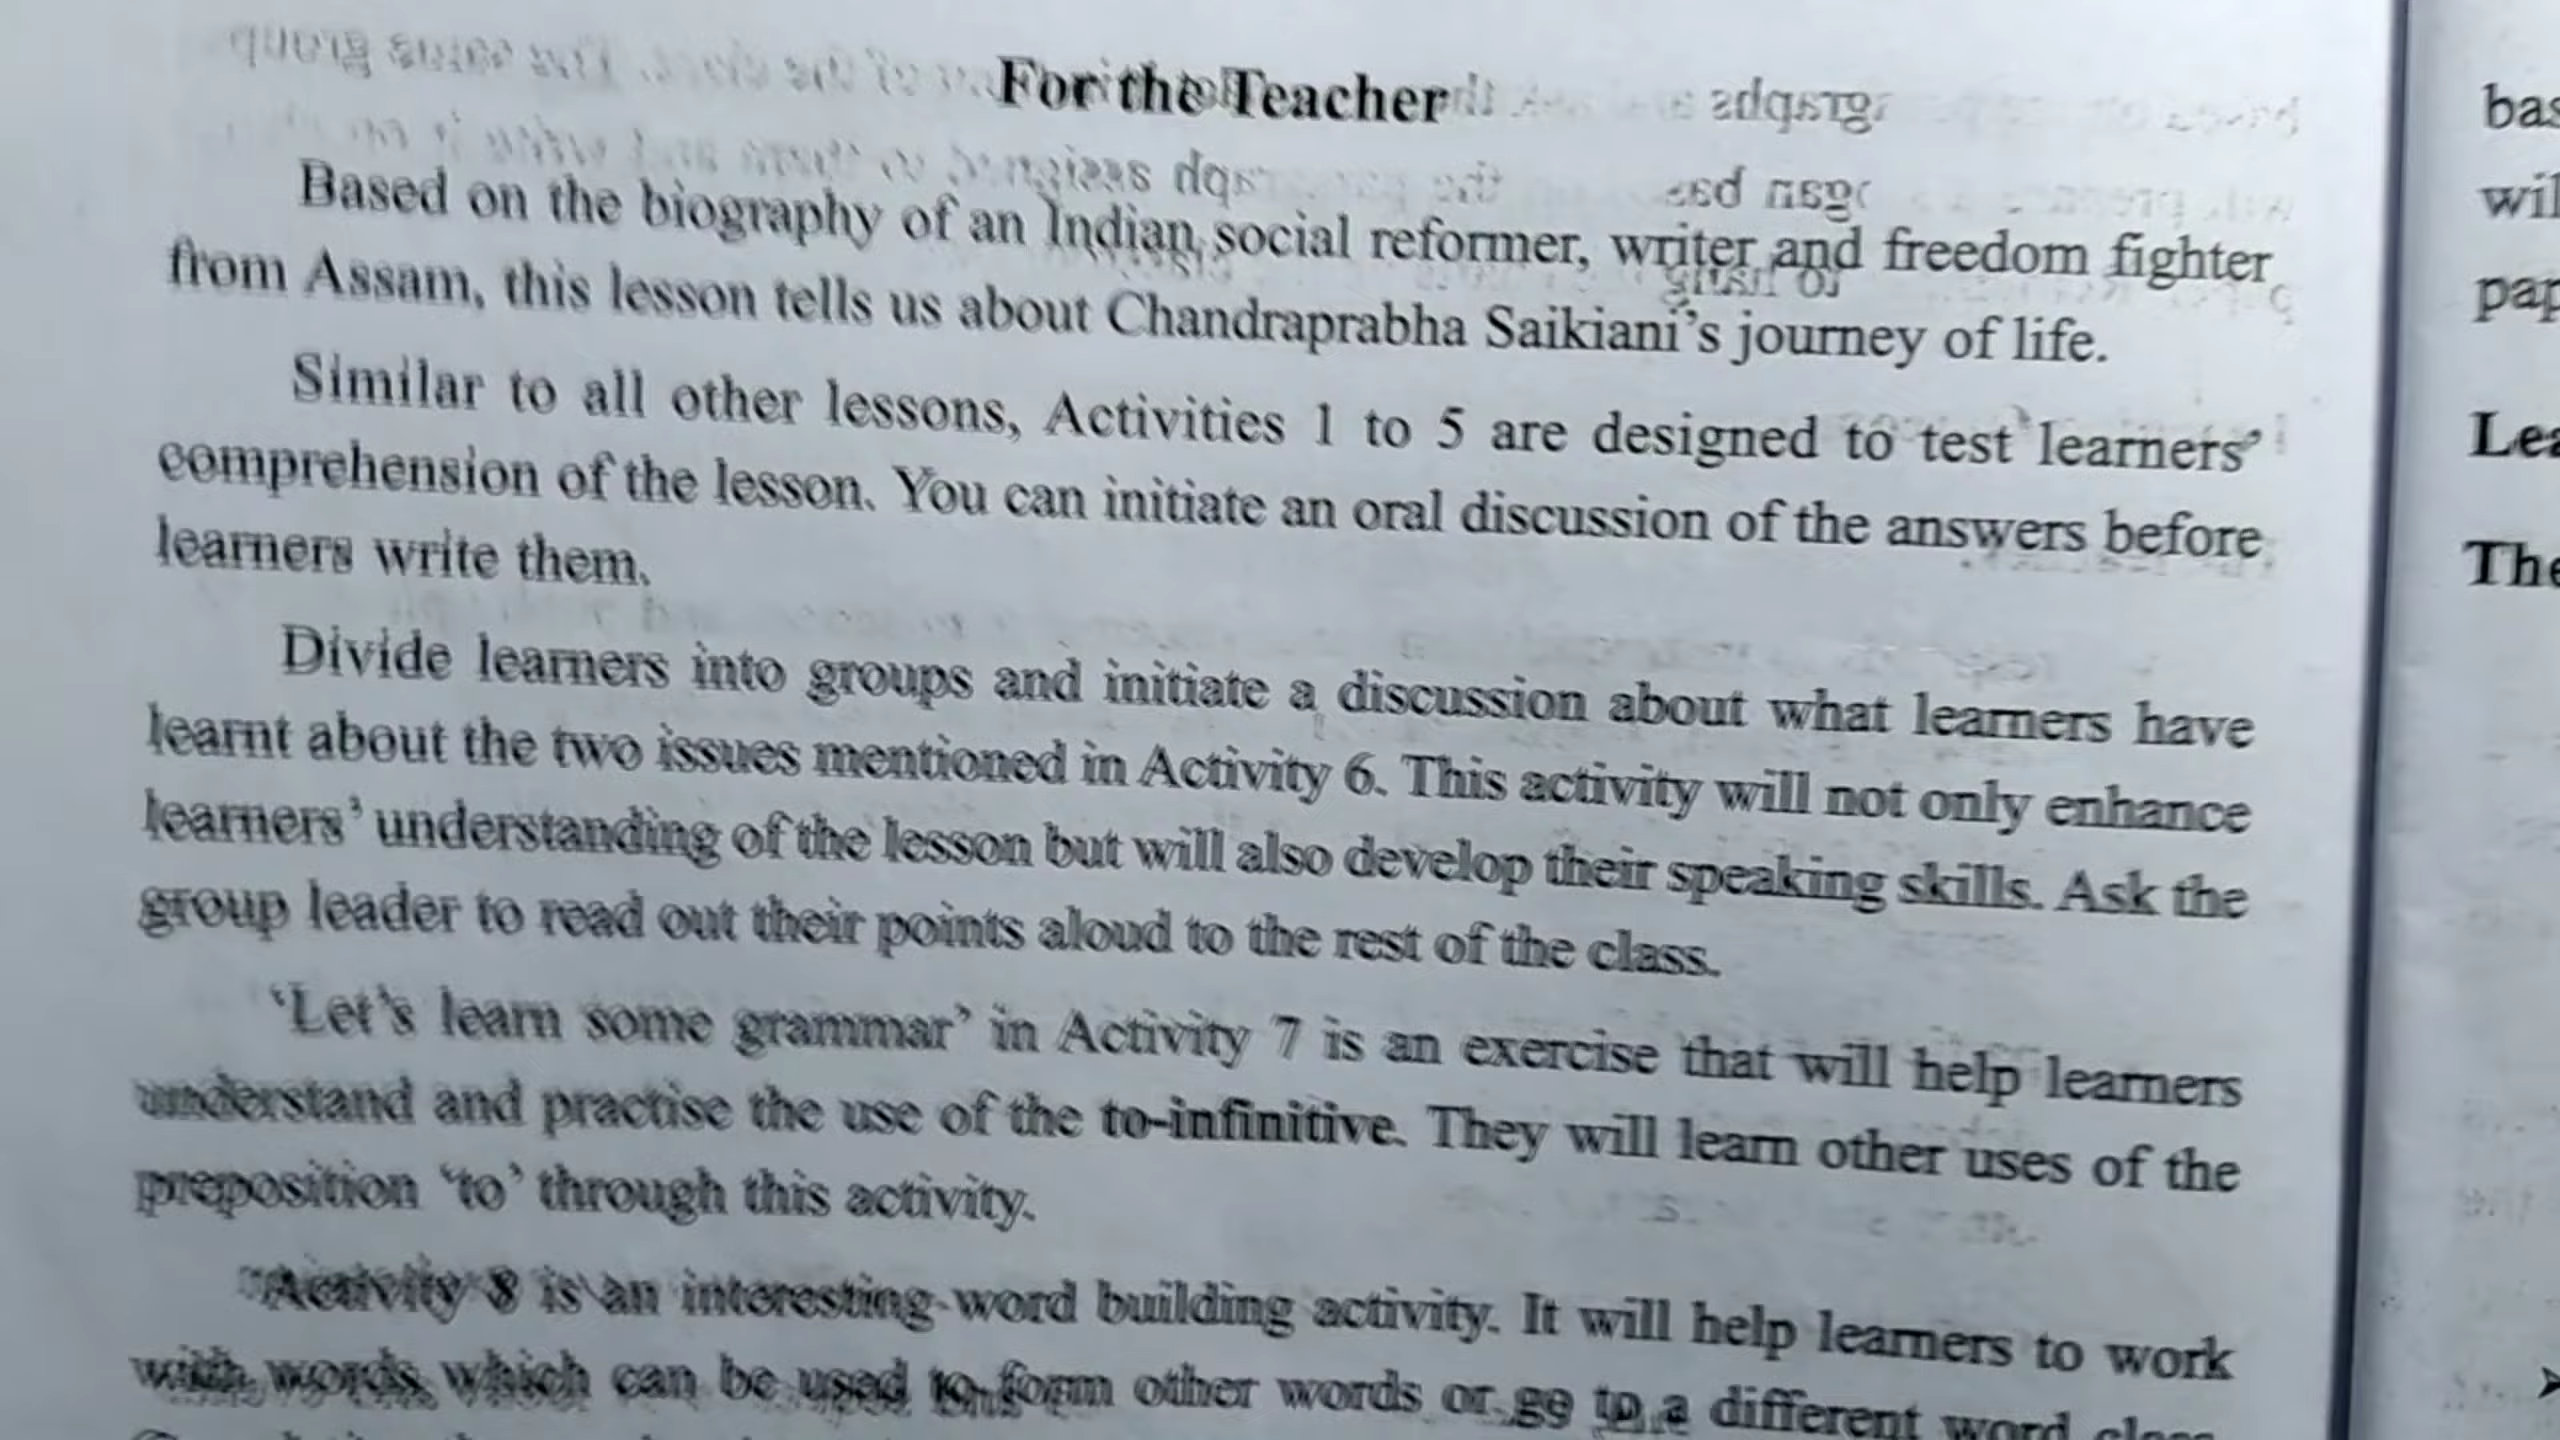 For the Teacher
Based on the biography of an Indian social reformer, writer and freedom fighter
from Assam, this lesson tells us about Chandraprabha Saikiani's journey of life.
Similar to all other lessons, Activities 1 to 5 are designed to test learners'
comprehension of the lesson. You can initiate an oral discussion of the answers before
learners write them.
Divide learners into groups and initiate a discussion about what learners have
learnt about the two issues mentioned in Activity 6. This activity will not only enhance
learners' understanding of the lesson but will also develop their speaking skills. Ask the
group leader to read out their points aloud to the rest of the class.
'Let's learn some grammar' in Activity 7 is an exercise that will help learners
understand and practise the use of the to-infinitive. They will learn other uses of the
preposition 'to' through this activity.
Activity 8 is an interesting word building activity. It will help learners to work
with words which can be used to form other words or go to a different word class
bas
wil
pap
Lea
The